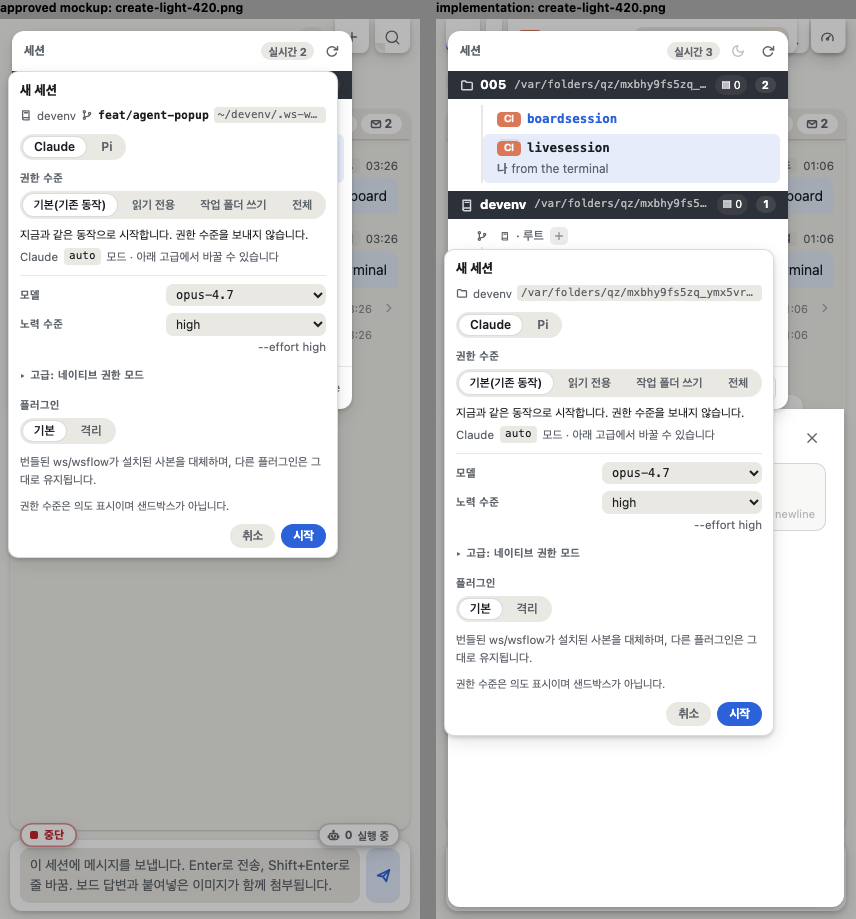 approved mockup: create-light-420.png
세션
실시간 2
새 세션
devenv feat/agent-popup ~/devenv/.ws-w…
Claude Pi
권한 수준
기본(기존 동작) 읽기 전용 작업 폴더 쓰기 전체
지금과 같은 동작으로 시작합니다. 권한 수준을 보내지 않습니다.
Claude auto 모드 · 아래 고급에서 바꿀 수 있습니다
모델 opus-4.7
노력 수준 high
--effort high
고급: 네이티브 권한 모드
플러그인
기본 격리
번들된 ws/wsflow가 설치된 사본을 대체하며, 다른 플러그인은 그
대로 유지됩니다.
권한 수준은 의도 표시이며 샌드박스가 아닙니다.
취소 시작
2
03:26
board
03:26
minal
3:26
3:26
중단
0 실행 중
이 세션에 메시지를 보냅니다. Enter로 전송, Shift+Enter로
줄 바꿈. 보드 답변과 붙여넣은 이미지가 함께 첨부됩니다.
implementation: create-light-420.png
세션
실시간 3
005 /var/folders/qz/mxbhy9fs5zq_… 0 2
CI boardsession
CI livesession
나 from the terminal
devenv /var/folders/qz/mxbhy9fs5… 0 1
· 루트 +
새 세션
devenv /var/folders/qz/mxbhy9fs5zq_ymx5vr…
Claude Pi
권한 수준
기본(기존 동작) 읽기 전용 작업 폴더 쓰기 전체
지금과 같은 동작으로 시작합니다. 권한 수준을 보내지 않습니다.
Claude auto 모드 · 아래 고급에서 바꿀 수 있습니다
모델 opus-4.7
노력 수준 high
--effort high
고급: 네이티브 권한 모드
플러그인
기본 격리
번들된 ws/wsflow가 설치된 사본을 대체하며, 다른 플러그인은 그
대로 유지됩니다.
권한 수준은 의도 표시이며 샌드박스가 아닙니다.
취소 시작
2
01:06
board
01:06
minal
:06
:06
newline